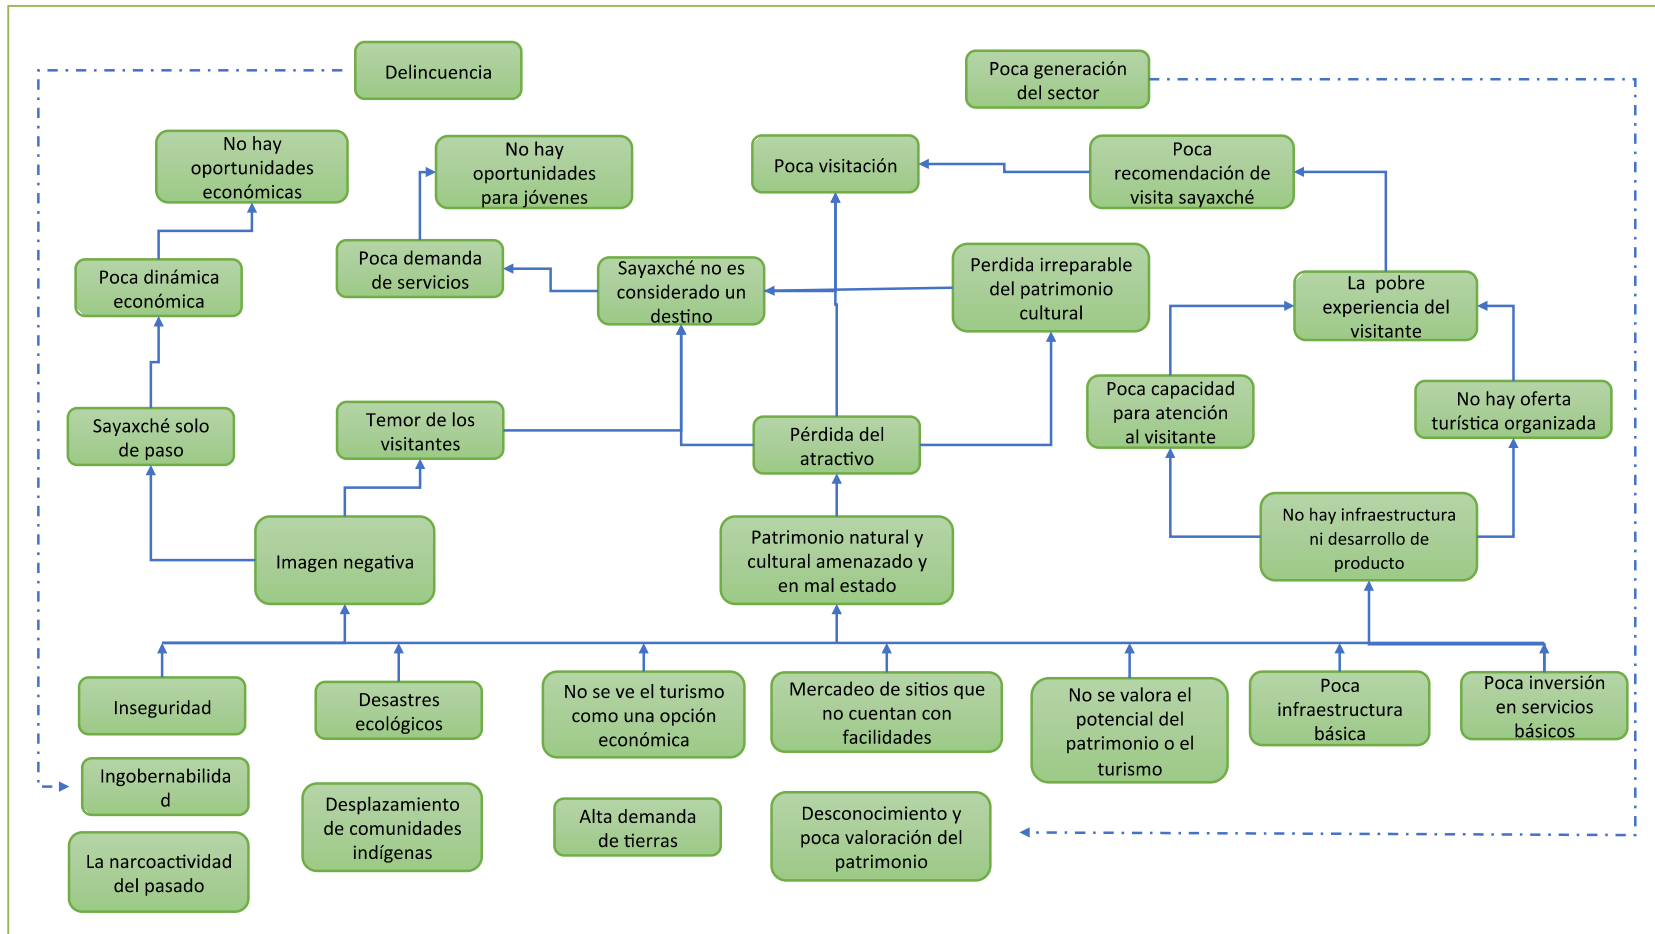 Delincuencia
Poca generación
del sector
No hay
oportunidades
económicas
No hay
oportunidades
para jóvenes
Poca visitación
Poca
recomendación de
visita sayaxché
Poca dinámica
económica
Poca demanda
de servicios
Sayaxché no es
considerado un
destino
Perdida irreparable
del patrimonio
cultural
La pobre
experiencia del
visitante
Sayaxché solo
de paso
Temor de los
visitantes
Pérdida del
atractivo
Poca capacidad
para atención
al visitante
No hay oferta
turística organizada
Imagen negativa
Patrimonio natural y
cultural amenazado y
en mal estado
No hay infraestructura
ni desarrollo de
producto
Inseguridad
Desastres
ecológicos
No se ve el turismo
como una opción
económica
Mercadeo de sitios que
no cuentan con
facilidades
No se valora el
potencial del
patrimonio o el
turismo
Poca
infraestructura
básica
Poca inversión
en servicios
básicos
Ingobernabilida
d
Desplazamiento
de comunidades
indígenas
Alta demanda
de tierras
Desconocimiento y
poca valoración del
patrimonio
La narcoactividad
del pasado